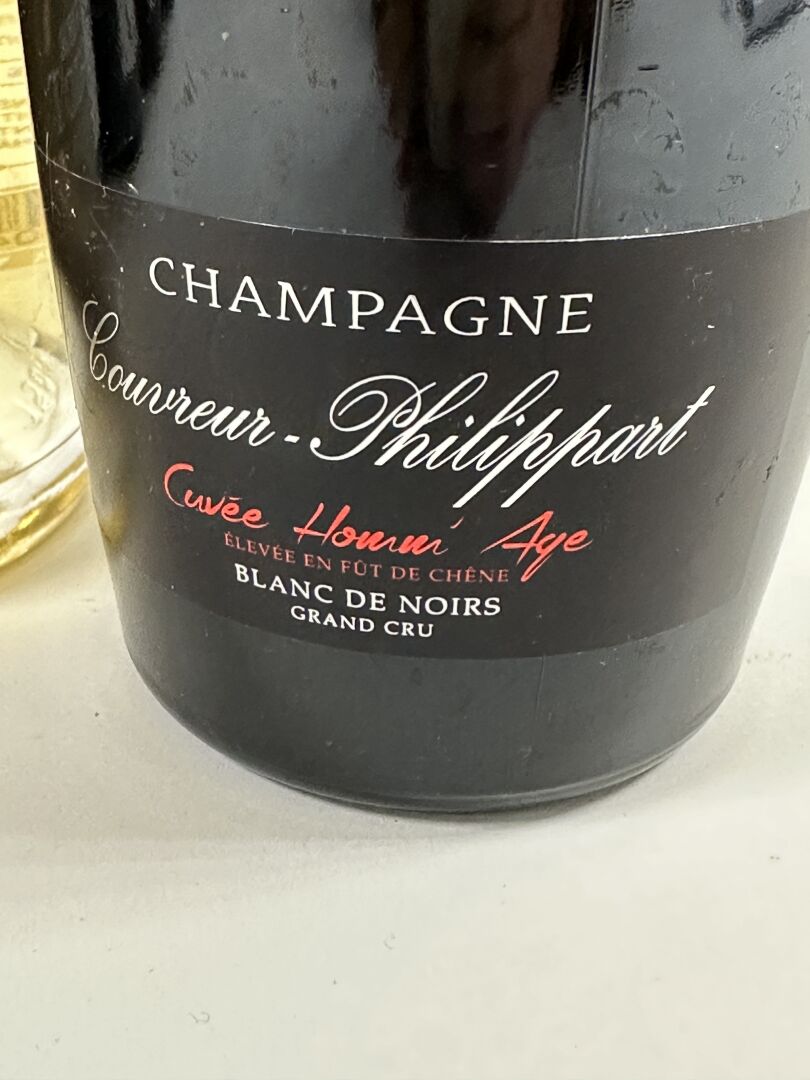 CHAMPAGNE
Couvreur-Philippart
Cuvée Homm' Age
ÉLEVÉE EN FÛT DE CHÊNE
BLANC DE NOIRS
GRAND CRU